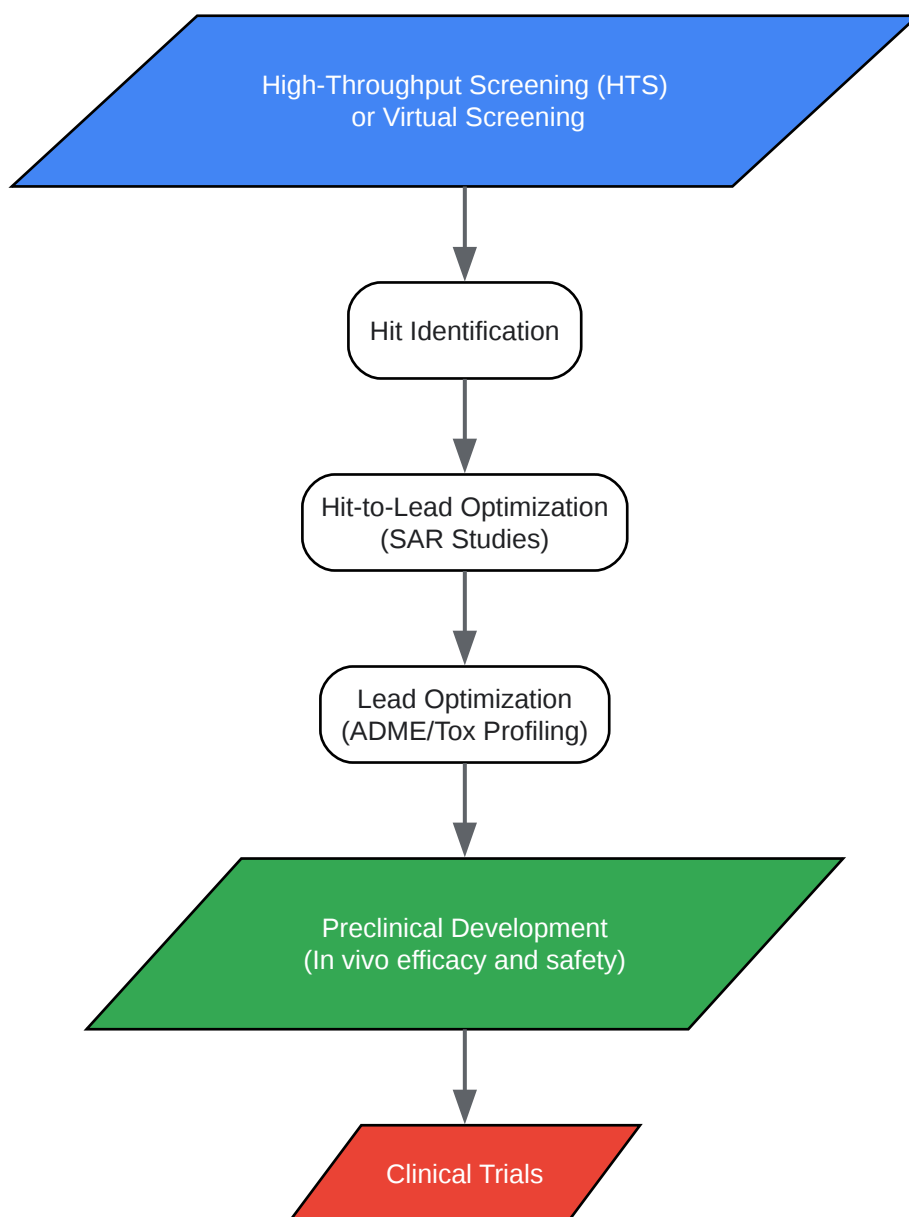 High-Throughput Screening (HTS)
or Virtual Screening
Hit Identification
Hit-to-Lead Optimization
(SAR Studies)
Lead Optimization
(ADME/Tox Profiling)
Preclinical Development
(In vivo efficacy and safety)
Clinical Trials